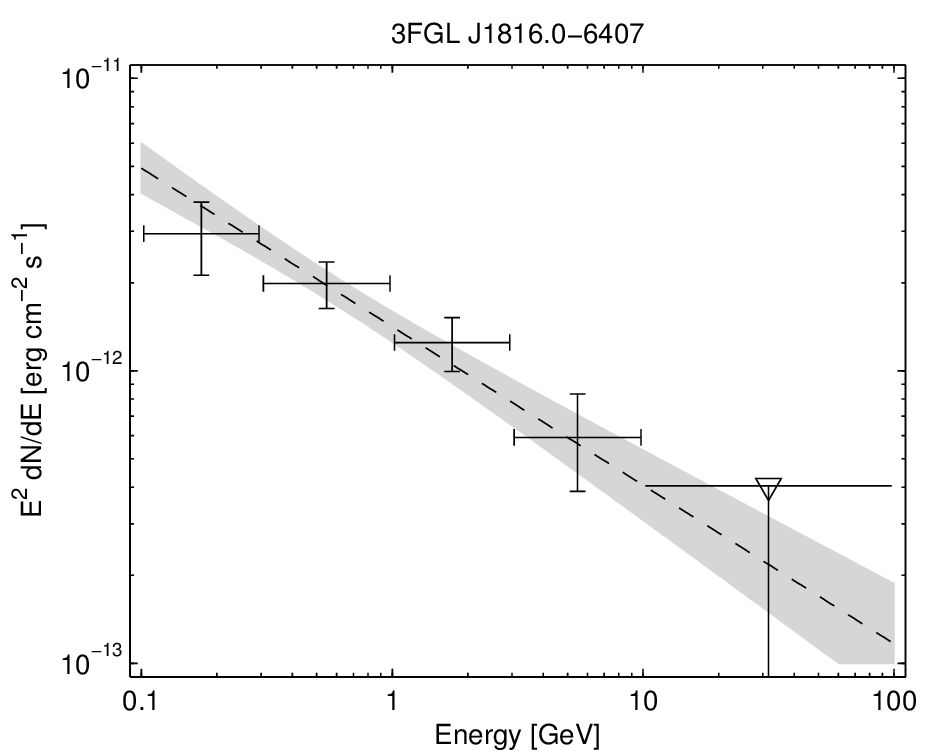 3FGL J1816.0−6407
10⁻¹¹
10⁻¹²
10⁻¹³
E² dN/dE [erg cm⁻² s⁻¹]
0.1 1 10 100
Energy [GeV]